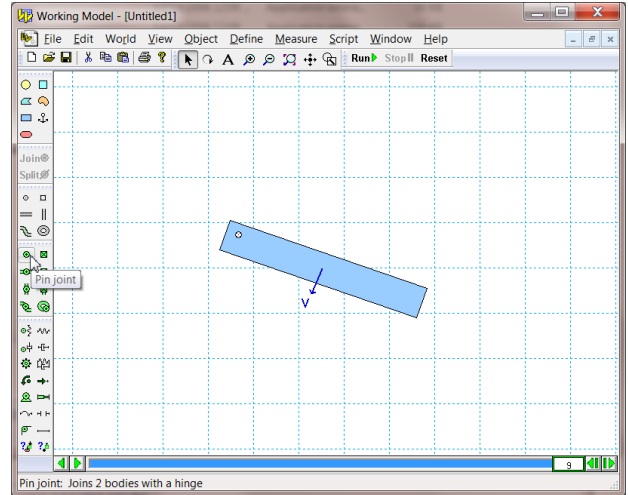 Working Model - [Untitled1]
File Edit World View Object Define Measure Script Window Help
A Run Stop Reset
Join
Split
Pin joint
V
9
Pin joint: Joins 2 bodies with a hinge